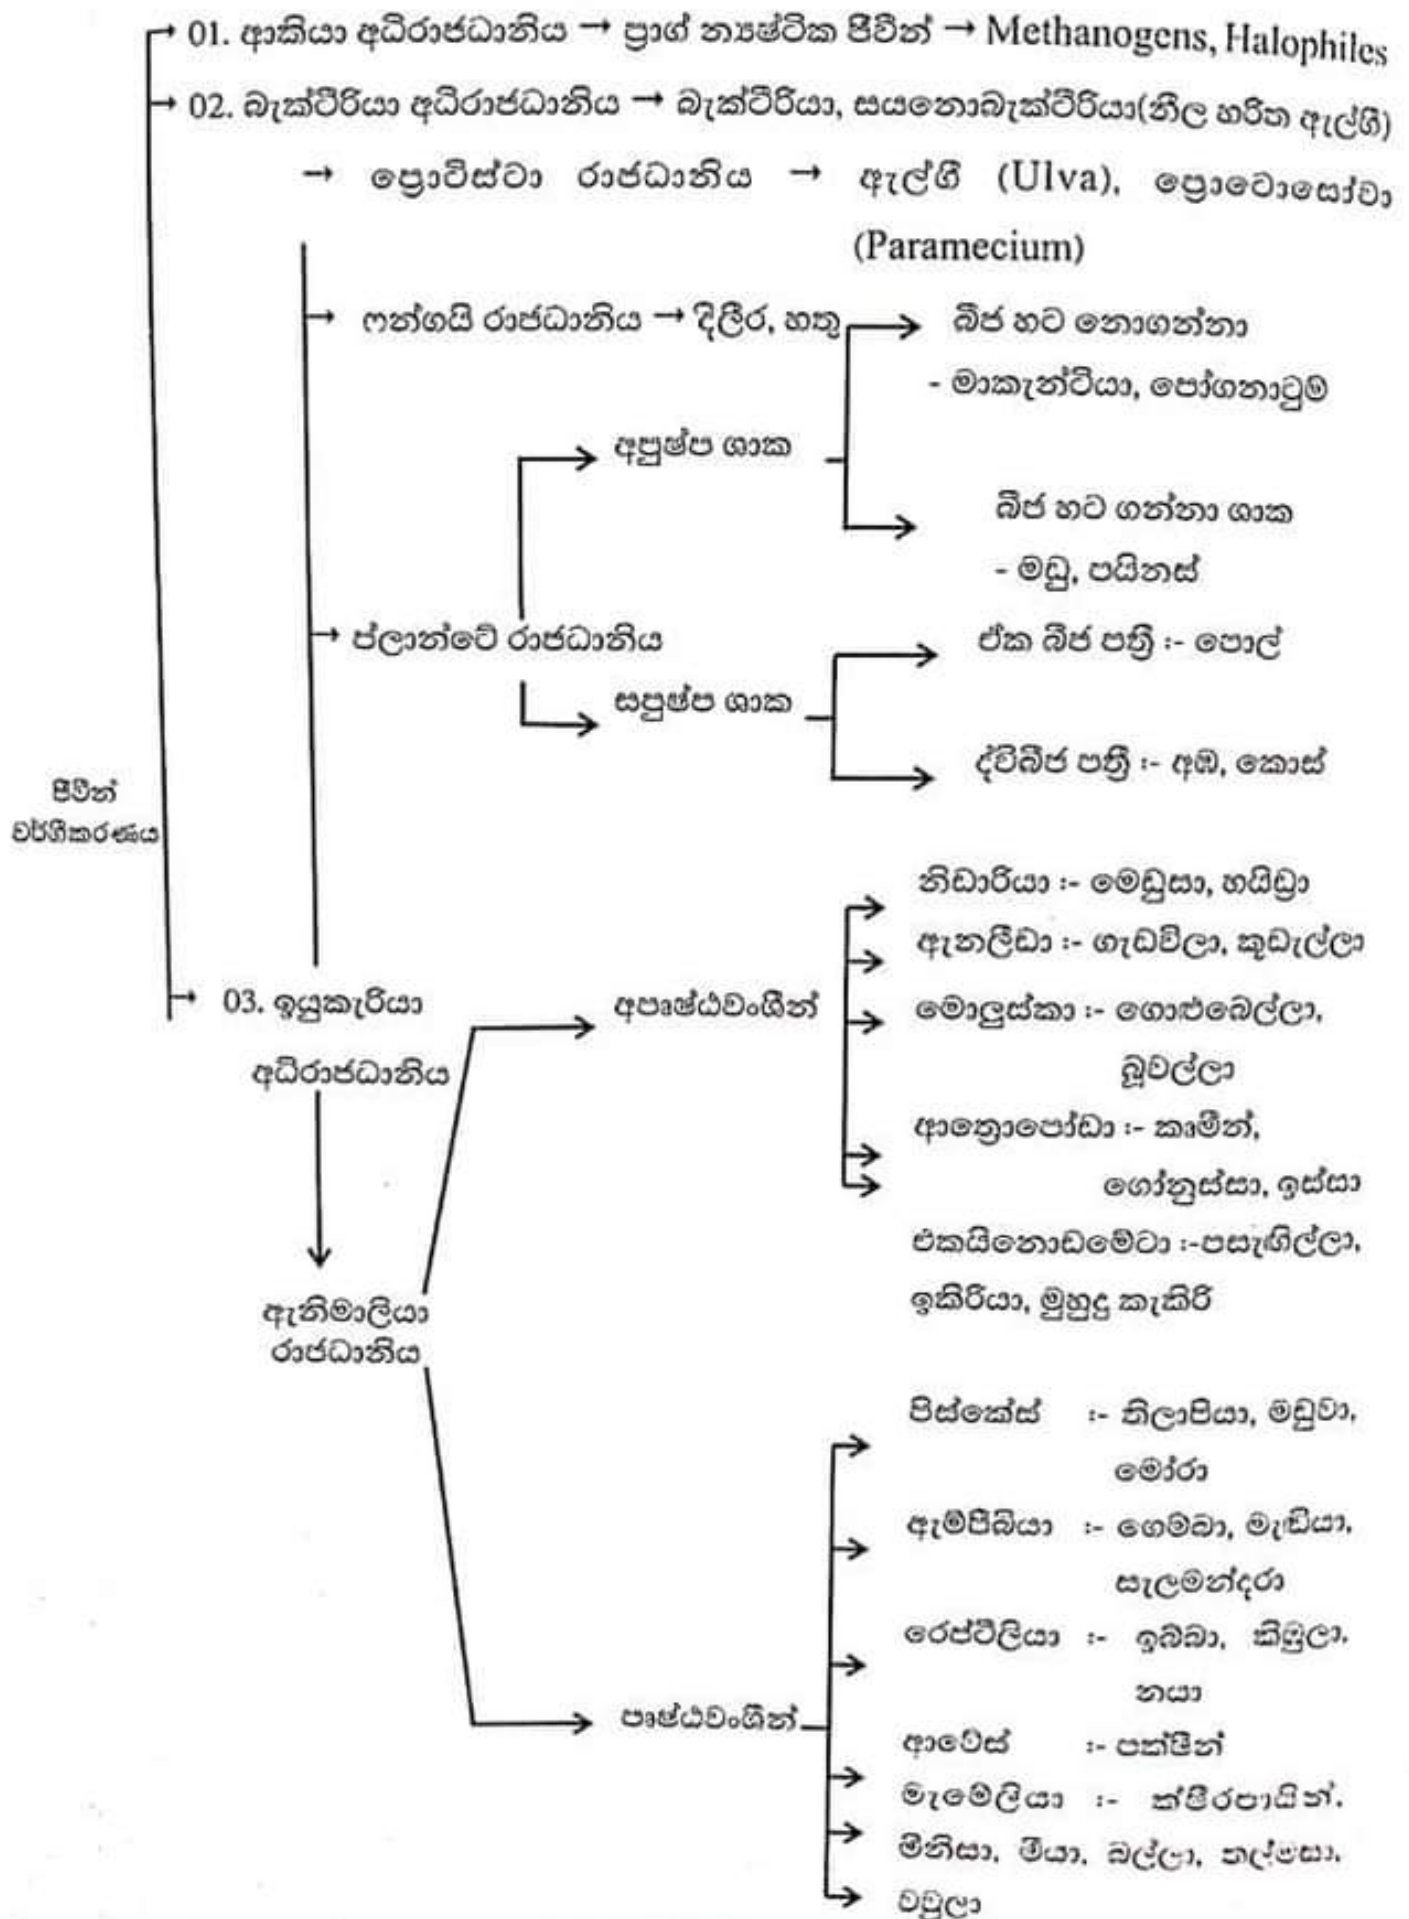 01. ආකියා අධිරාජධානිය → ප්‍රාග් න්‍යෂ්ටික ජීවීන් → Methanogens, Halophiles
02. බැක්ටීරියා අධිරාජධානිය → බැක්ටීරියා, සයනොබැක්ටීරියා(නීල හරිත ඇල්ගී)
→ ප්‍රොටිස්ටා රාජධානිය → ඇල්ගී (Ulva), ප්‍රොටොසෝවා
(Paramecium)
→ ෆන්ගයි රාජධානිය → දිලීර, හතු
බීජ හට නොගන්නා
- මාකැන්ටියා, පෝගනාටුම්
අපුෂ්ප ශාක
බීජ හට ගන්නා ශාක
- මඩු, පයිනස්
ප්ලාන්ටේ රාජධානිය
ඒක බීජ පත්‍රී :- පොල්
සපුෂ්ප ශාක
ද්විබීජ පත්‍රී :- අඹ, කොස්
ජීවීන්
වර්ගීකරණය
නිඩාරියා :- මෙඩුසා, හයිඩ්‍රා
ඇනලීඩා :- ගැඩවිලා, කූඩැල්ලා
03. ඉයුකැරියා
අධිරාජධානිය
අපෘෂ්ඨවංශීන්
මොලුස්කා :- ගොළුබෙල්ලා,
බූවල්ලා
ආත්‍රොපෝඩා :- කෘමීන්,
ගෝනුස්සා, ඉස්සා
එකයිනොඩමේටා :-පසැඟිල්ලා,
ඉකිරියා, මුහුදු කැකිරි
ඇනිමාලියා
රාජධානිය
පිස්කේස් :- තිලාපියා, මඩුවා,
මෝරා
ඇම්පීබියා :- ගෙම්බා, මැඬියා,
සැලමන්දරා
රෙප්ටීලියා :- ඉබ්බා, කිඹුලා,
නයා
පෘෂ්ඨවංශීන්
ආවේස් :- පක්ෂීන්
මැමේලියා :- ක්ෂීරපායින්.
මිනිසා, මීයා, බල්ලා, තල්මසා,
වවුලා